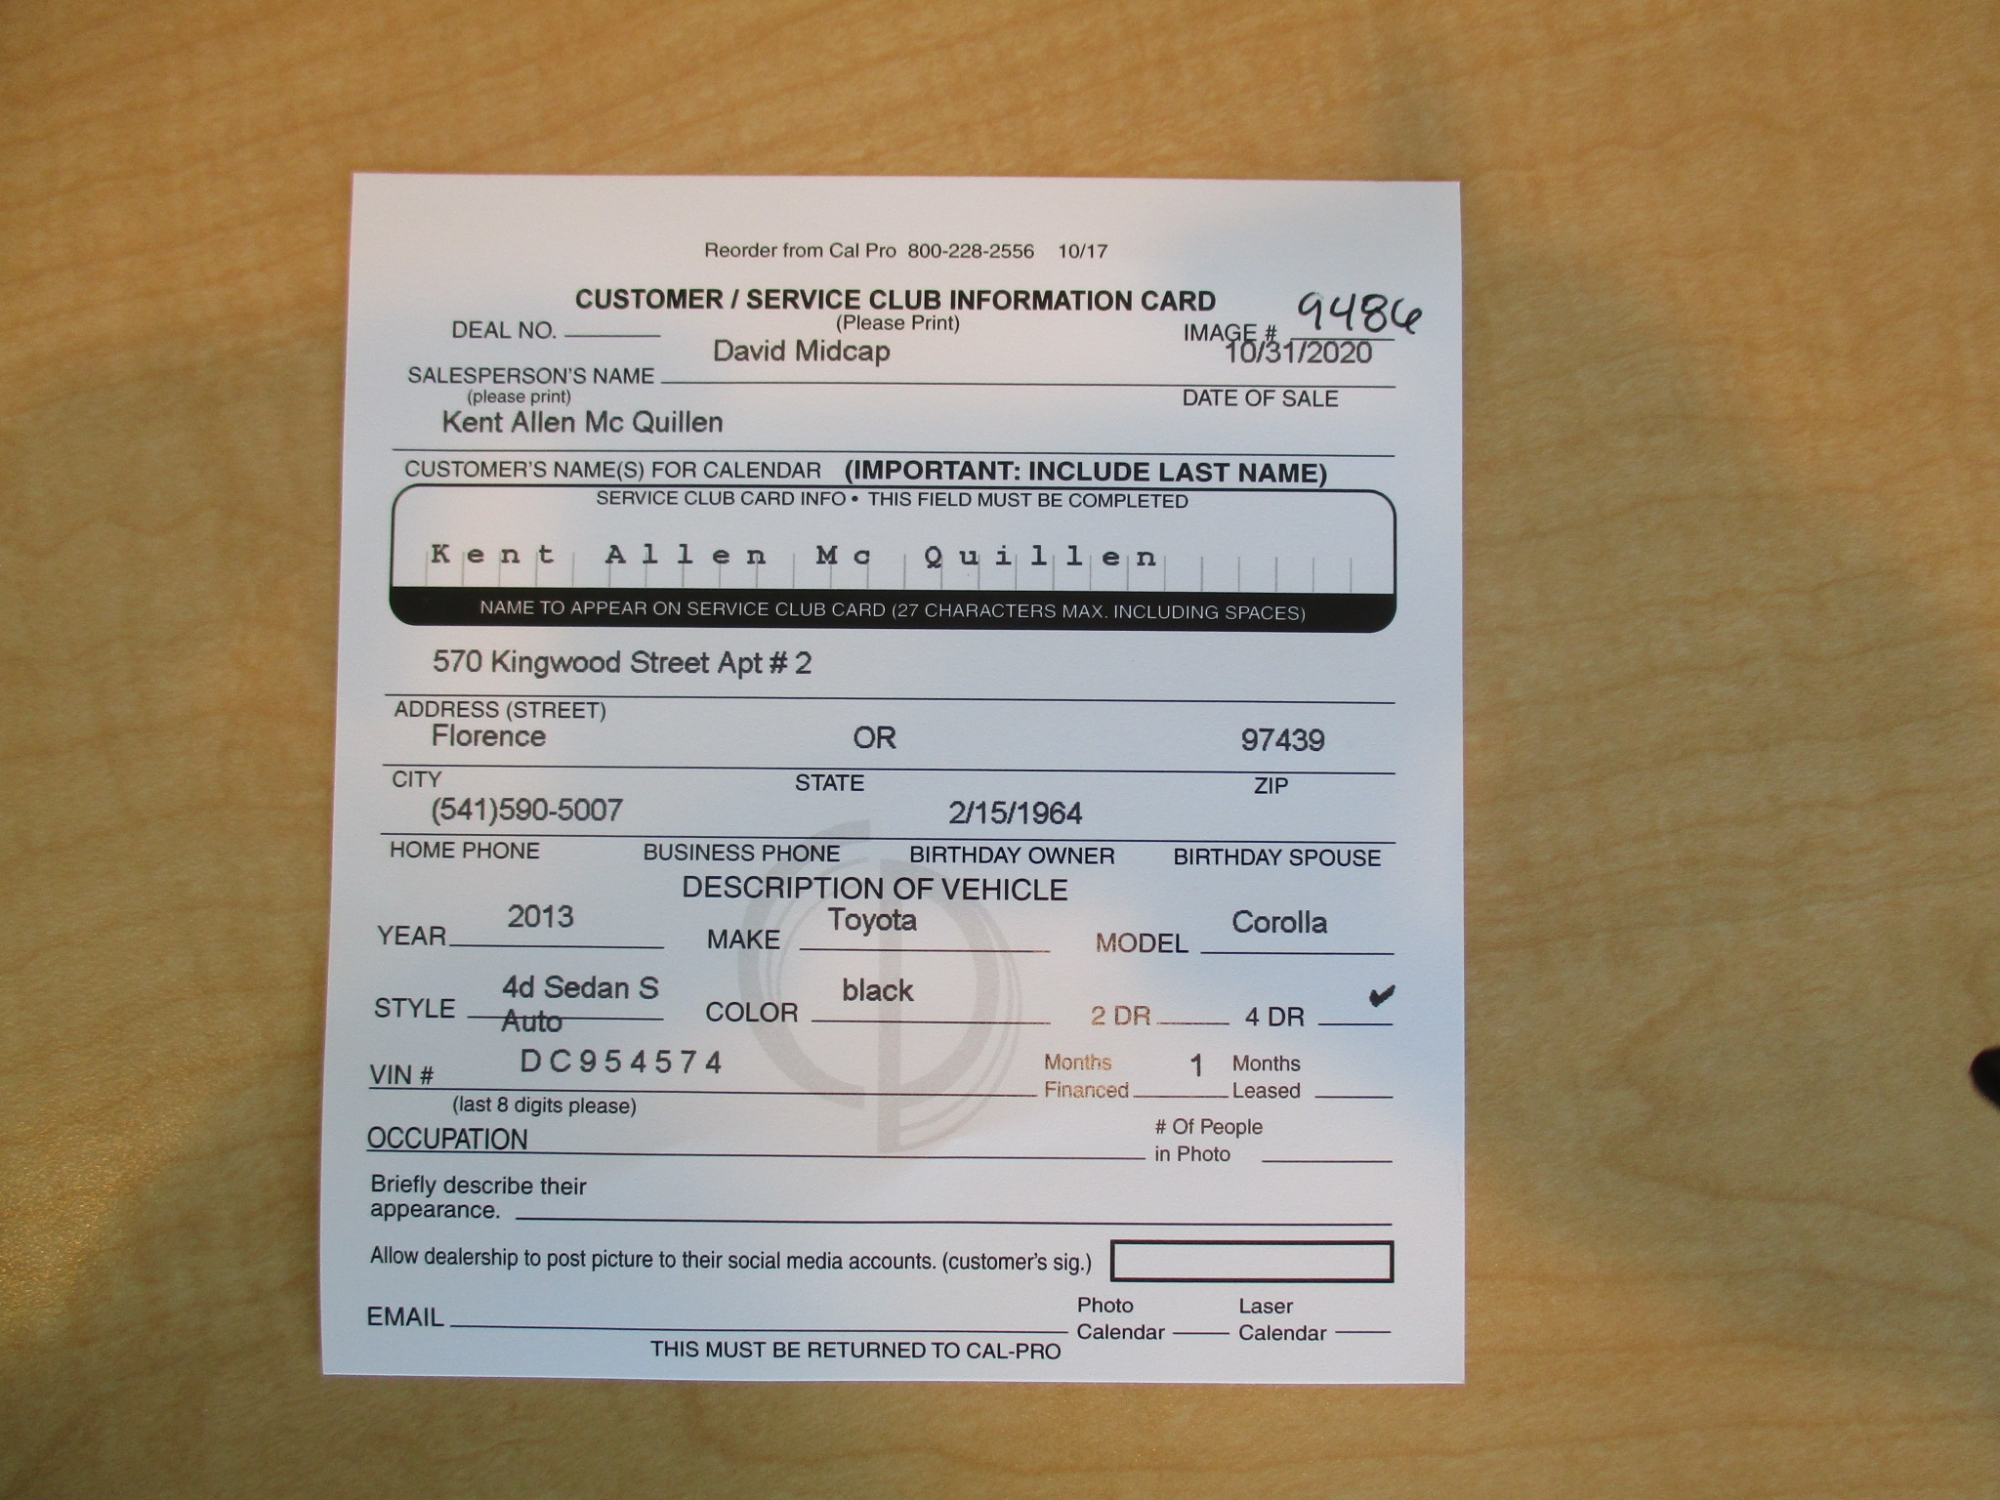 Reorder from Cal Pro 800-228-2556 10/17
CUSTOMER / SERVICE CLUB INFORMATION CARD
(Please Print)
DEAL NO.
IMAGE # 9486
David Midcap
10/31/2020
SALESPERSON'S NAME
(please print)
DATE OF SALE
Kent Allen Mc Quillen
CUSTOMER'S NAME(S) FOR CALENDAR (IMPORTANT: INCLUDE LAST NAME)
SERVICE CLUB CARD INFO • THIS FIELD MUST BE COMPLETED
Kent Allen Mc Quillen
NAME TO APPEAR ON SERVICE CLUB CARD (27 CHARACTERS MAX. INCLUDING SPACES)
570 Kingwood Street Apt # 2
ADDRESS (STREET)
Florence OR 97439
CITY STATE ZIP
(541)590-5007 2/15/1964
HOME PHONE BUSINESS PHONE BIRTHDAY OWNER BIRTHDAY SPOUSE
DESCRIPTION OF VEHICLE
YEAR 2013 MAKE Toyota MODEL Corolla
STYLE 4d Sedan S Auto COLOR black 2 DR 4 DR ✔
VIN # DC954574 Months Financed 1 Months Leased
(last 8 digits please)
OCCUPATION # Of People in Photo
Briefly describe their
appearance.
Allow dealership to post picture to their social media accounts. (customer's sig.)
EMAIL Photo Calendar Laser Calendar
THIS MUST BE RETURNED TO CAL-PRO